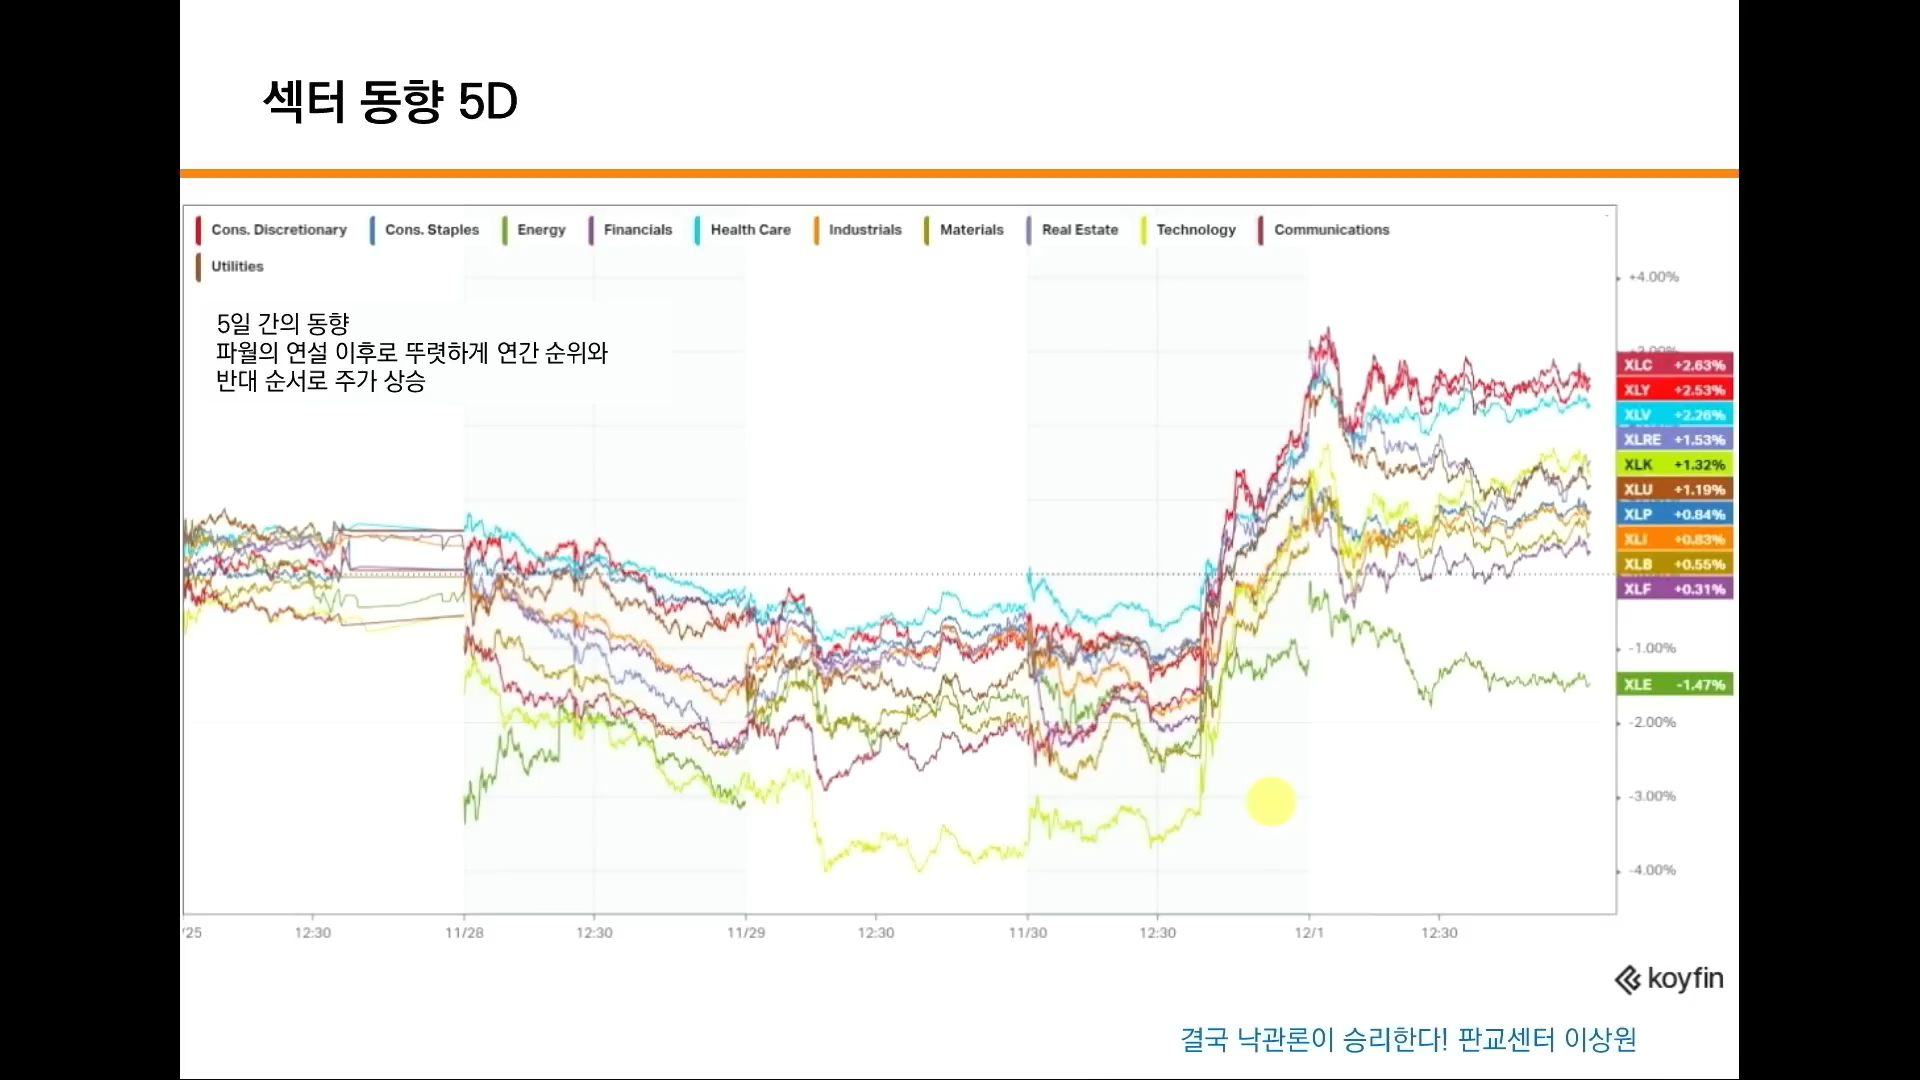 섹터 동향 5D
Cons. Discretionary Cons. Staples Energy Financials Health Care Industrials Materials Real Estate Technology Communications
Utilities
5일 간의 동향
파월의 연설 이후로 뚜렷하게 연간 순위와
반대 순서로 주가 상승
+4.00%
XLC +2.63%
XLY +2.53%
XLV +2.26%
XLRE +1.53%
XLK +1.32%
XLU +1.19%
XLP +0.84%
XLI +0.83%
XLB +0.55%
XLF +0.31%
-1.00%
XLE -1.47%
-2.00%
-3.00%
-4.00%
/25 12:30 11/28 12:30 11/29 12:30 11/30 12:30 12/1 12:30
koyfin
결국 낙관론이 승리한다! 판교센터 이상원